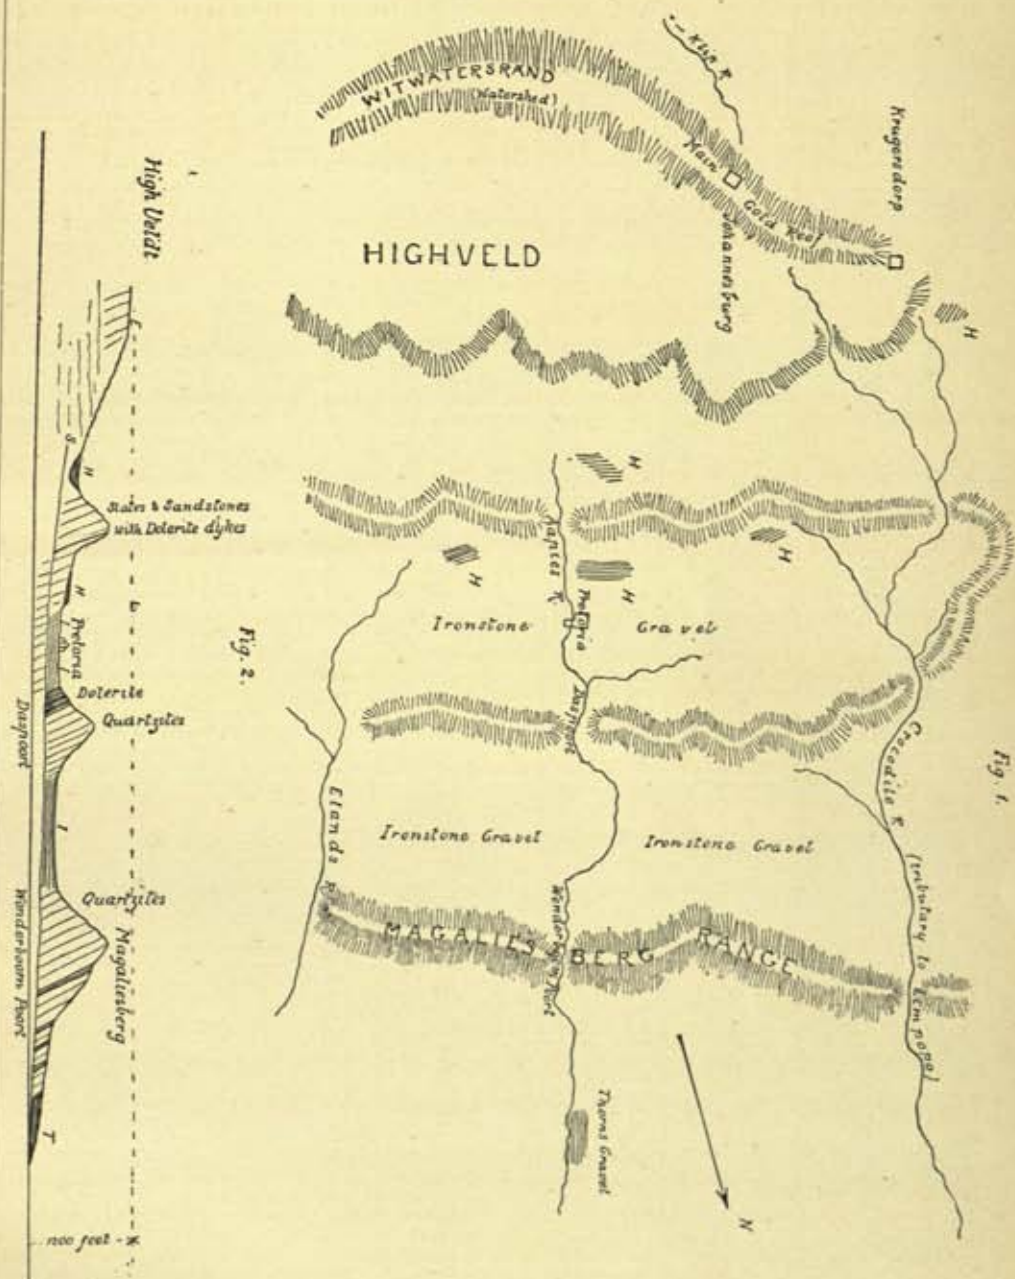 Klip R
WITWATERSRAND
(Watershed)
Krugersdorp
Main
Gold Reef
Johannesburg
HIGHVELD
H
H
H
H
H
H
Aapies R
Pretoria
Ironstone Gravel
Daspoort
Crocodile R
(tributary to Limpopo)
Elands R
Ironstone Gravel
Ironstone Gravel
Wonderboom Poort
MAGALIESBERG RANGE
Thorns Gravel
N
Fig. 1.
Fig. 2.
High Veldt
S
H
Slates & Sandstones
with Dolerite dykes
H
Pretoria
Dolerite
Quartzites
Daspoort
I
Quartzites
Magaliesberg
Wonderboom Poort
T